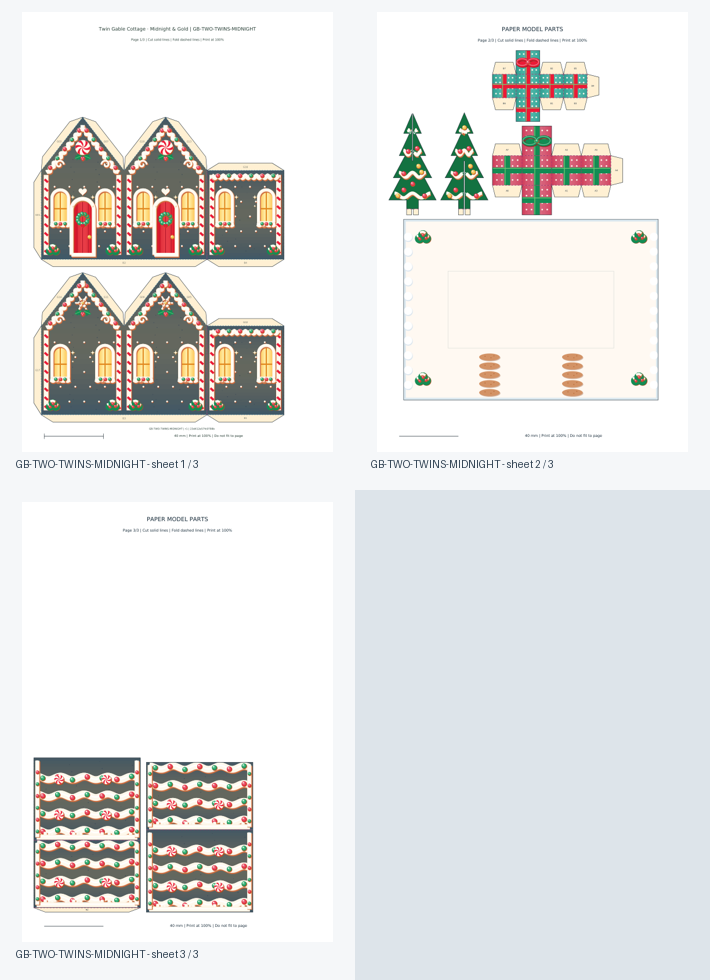 Twin Gable Cottage · Midnight & Gold | GB-TWO-TWINS-MIDNIGHT
Page 1/3 | Cut solid lines | Fold dashed lines | Print at 100%
40 mm | Print at 100% | Do not fit to page
GB-TWO-TWINS-MIDNIGHT - sheet 1 / 3
PAPER MODEL PARTS
Page 2/3 | Cut solid lines | Fold dashed lines | Print at 100%
40 mm | Print at 100% | Do not fit to page
GB-TWO-TWINS-MIDNIGHT - sheet 2 / 3
PAPER MODEL PARTS
Page 3/3 | Cut solid lines | Fold dashed lines | Print at 100%
40 mm | Print at 100% | Do not fit to page
GB-TWO-TWINS-MIDNIGHT - sheet 3 / 3